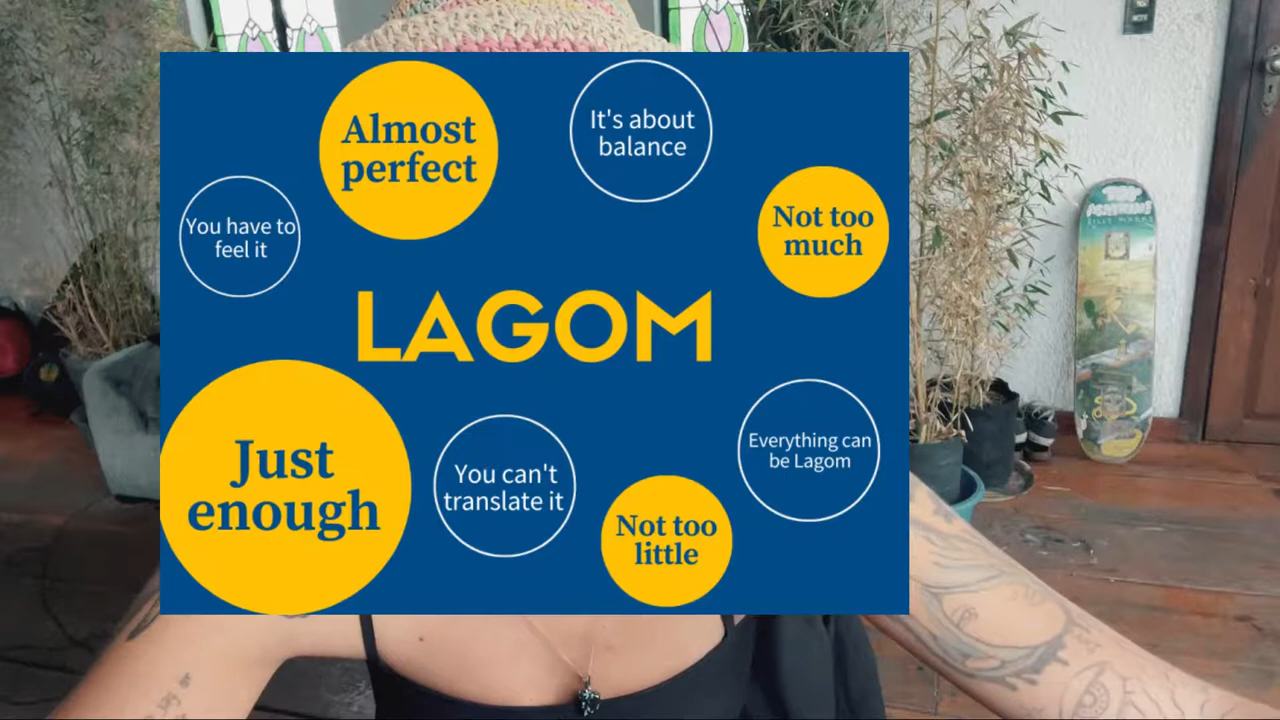 Almost
perfect
It's about
balance
You have to
feel it
Not too
much
LAGOM
Just
enough
You can't
translate it
Everything can
be Lagom
Not too
little